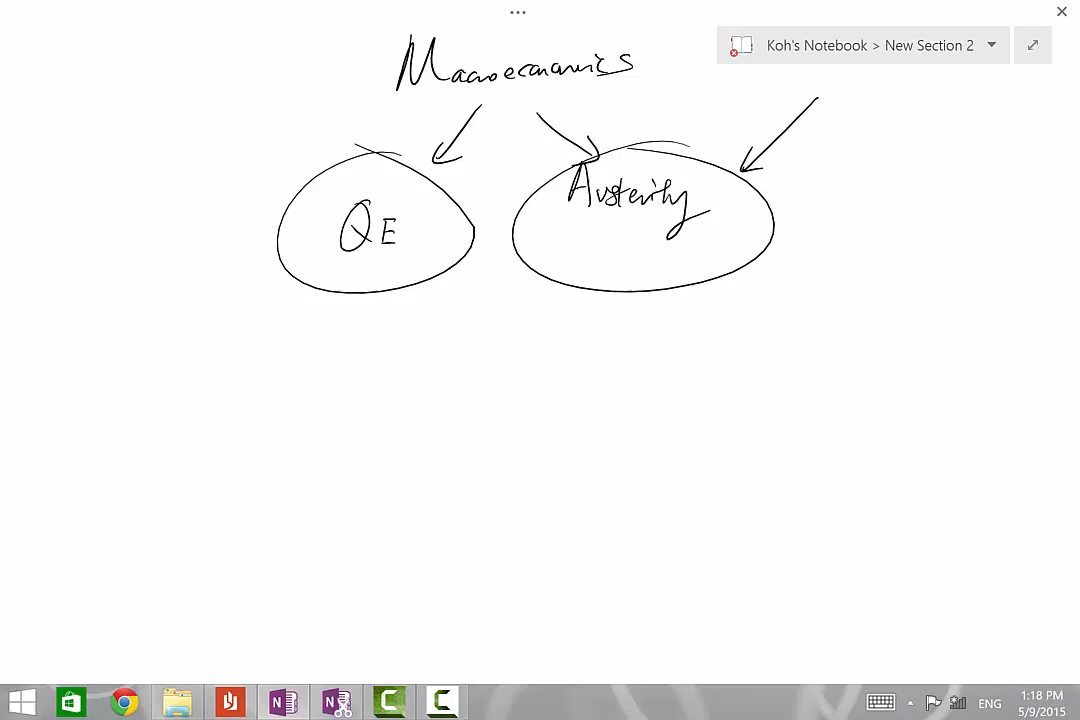 Macroeconomics
Koh's Notebook > New Section 2
QE
Austerity
ENG
1:18 PM
5/9/2015